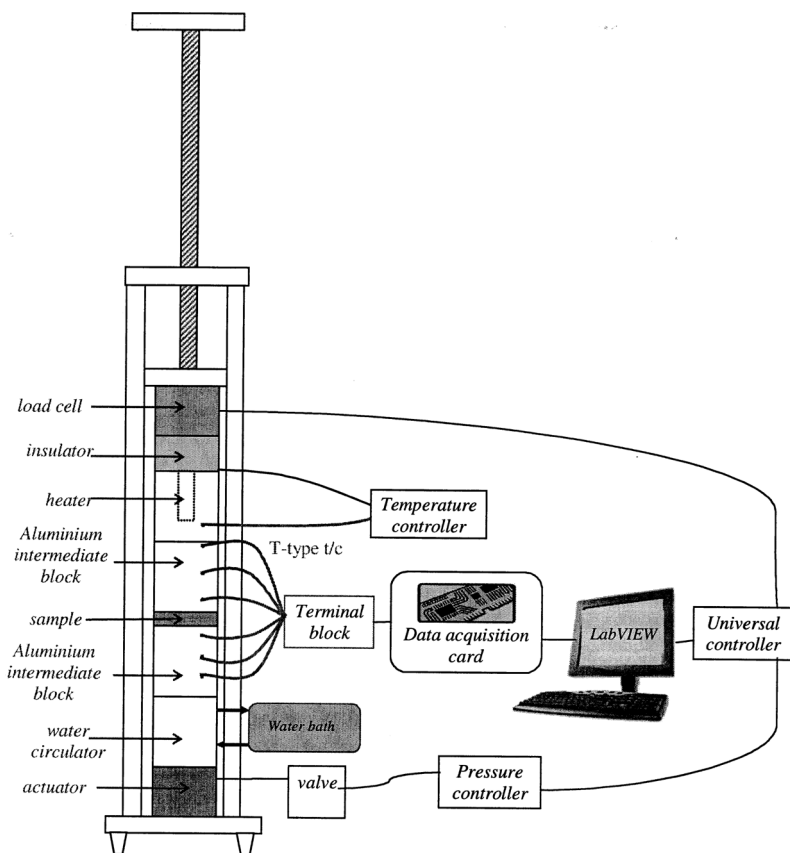 load cell
insulator
heater
Temperature
controller
Aluminium
intermediate
block
T-type t/c
sample
Terminal
block
Data acquisition
card
LabVIEW
Universal
controller
Aluminium
intermediate
block
water
circulator
Water bath
actuator
valve
Pressure
controller